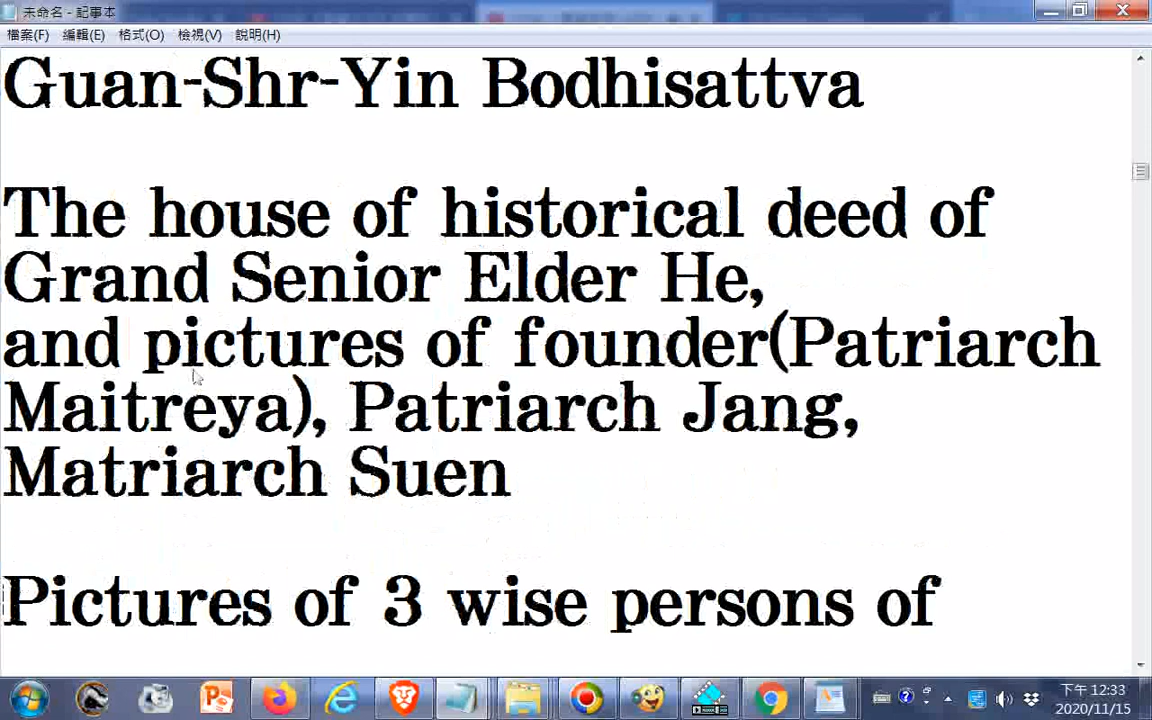 未命名 - 記事本
檔案(F) 編輯(E) 格式(O) 檢視(V) 說明(H)
Guan-Shr-Yin Bodhisattva
The house of historical deed of
Grand Senior Elder He,
and pictures of founder(Patriarch
Maitreya), Patriarch Jang,
Matriarch Suen
Pictures of 3 wise persons of
下午 12:33
2020/11/15